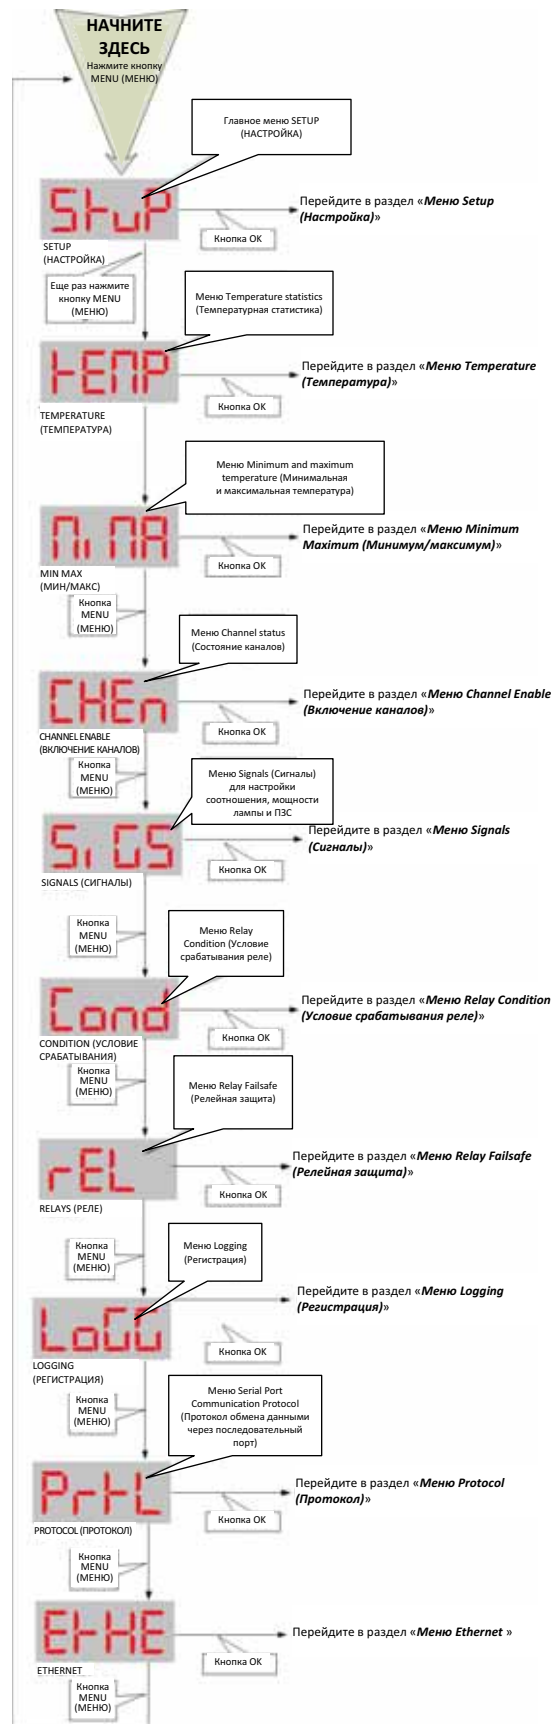 НАЧНИТЕ
ЗДЕСЬ
Нажмите кнопку
MENU (МЕНЮ)
Главное меню SETUP
(НАСТРОЙКА)
StuP
Перейдите в раздел «Меню Setup
(Настройка)»
Кнопка OK
SETUP
(НАСТРОЙКА)
Еще раз нажмите
кнопку MENU
(МЕНЮ)
Меню Temperature statistics
(Температурная статистика)
tEMP
Перейдите в раздел «Меню Temperature
(Температура)»
Кнопка OK
TEMPERATURE
(ТЕМПЕРАТУРА)
Меню Minimum and maximum
temperature (Минимальная
и максимальная температура)
Mi MA
Перейдите в раздел «Меню Minimum
Maximum (Минимум/максимум)»
Кнопка OK
MIN MAX
(МИН/МАКС)
Кнопка
MENU
(МЕНЮ)
Меню Channel status
(Состояние каналов)
CHEn
Перейдите в раздел «Меню Channel Enable
(Включение каналов)»
Кнопка OK
CHANNEL ENABLE
(ВКЛЮЧЕНИЕ КАНАЛОВ)
Кнопка
MENU
(МЕНЮ)
Меню Signals (Сигналы)
для настройки
соотношения, мощности
лампы и ПЗС
Si GS
Перейдите в раздел «Меню Signals
(Сигналы)»
Кнопка OK
SIGNALS (СИГНАЛЫ)
Кнопка
MENU
(МЕНЮ)
Меню Relay
Condition (Условие
срабатывания реле)
Cond
Перейдите в раздел «Меню Relay Condition
(Условие срабатывания реле)»
Кнопка OK
CONDITION (УСЛОВИЕ
СРАБАТЫВАНИЯ)
Кнопка
MENU
(МЕНЮ)
Меню Relay Failsafe
(Релейная защита)
rEL
Перейдите в раздел «Меню Relay Failsafe
(Релейная защита)»
Кнопка OK
RELAYS (РЕЛЕ)
Кнопка
MENU
(МЕНЮ)
Меню Logging
(Регистрация)
LoGG
Перейдите в раздел «Меню Logging
(Регистрация)»
Кнопка OK
LOGGING
(РЕГИСТРАЦИЯ)
Кнопка
MENU
(МЕНЮ)
Меню Serial Port
Communication Protocol
(Протокол обмена данными
через последовательный
порт)
PrtL
Перейдите в раздел «Меню Protocol
(Протокол)»
Кнопка OK
PROTOCOL (ПРОТОКОЛ)
Кнопка
MENU
(МЕНЮ)
EtHE
Перейдите в раздел «Меню Ethernet »
Кнопка OK
ETHERNET
Кнопка
MENU
(МЕНЮ)